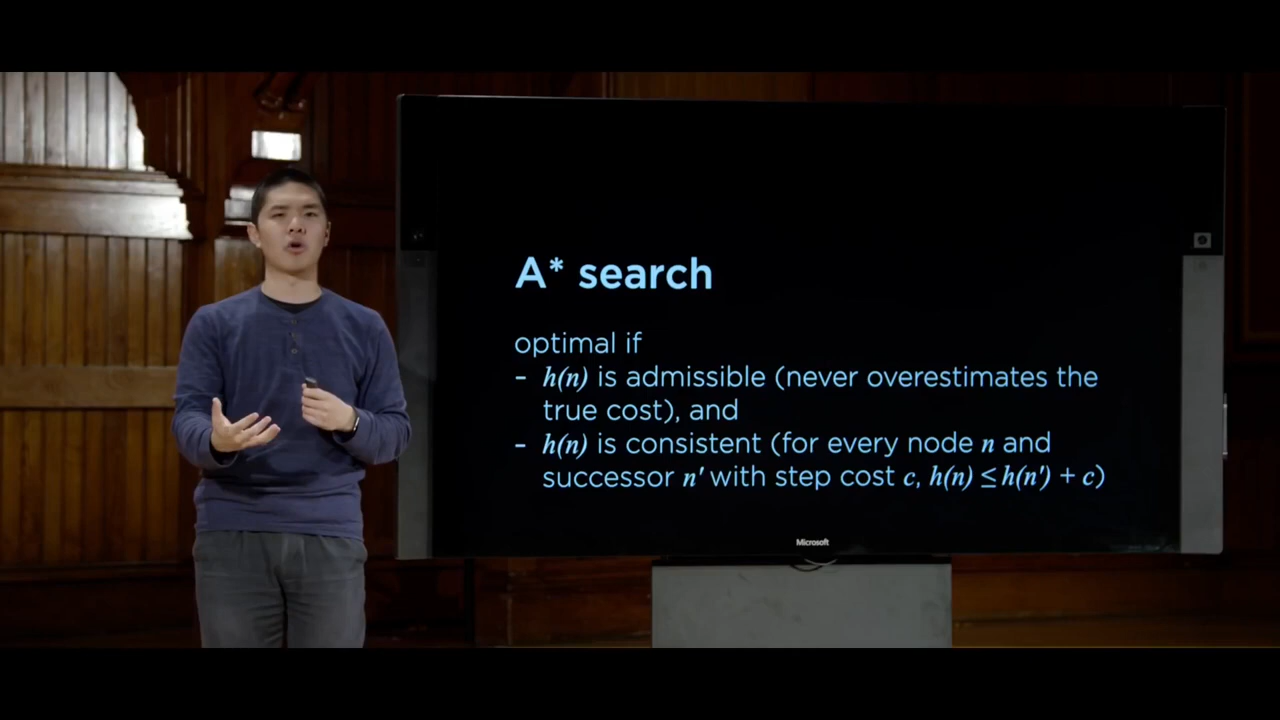 A* search
optimal if
- h(n) is admissible (never overestimates the
true cost), and
- h(n) is consistent (for every node n and
successor n' with step cost c, h(n) ≤ h(n') + c)
Microsoft